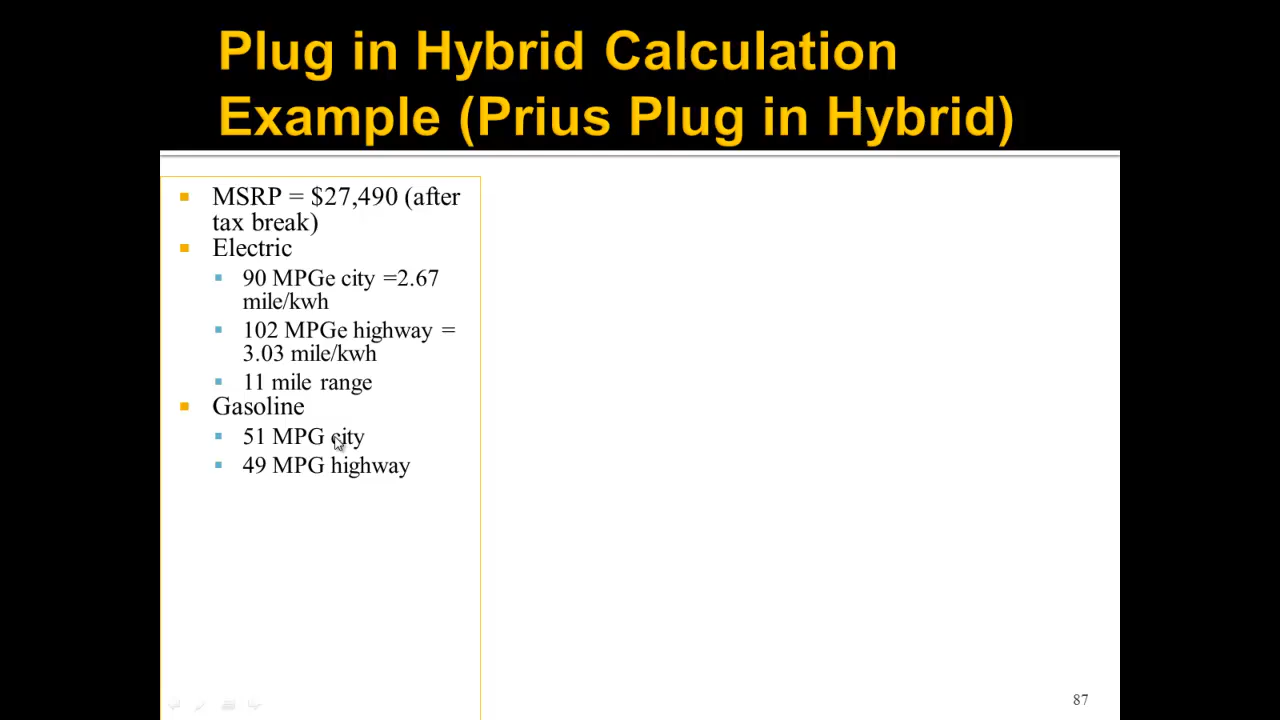 Plug in Hybrid Calculation
Example (Prius Plug in Hybrid)
MSRP = $27,490 (after
tax break)
Electric
90 MPGe city =2.67
mile/kwh
102 MPGe highway =
3.03 mile/kwh
11 mile range
Gasoline
51 MPG city
49 MPG highway
87